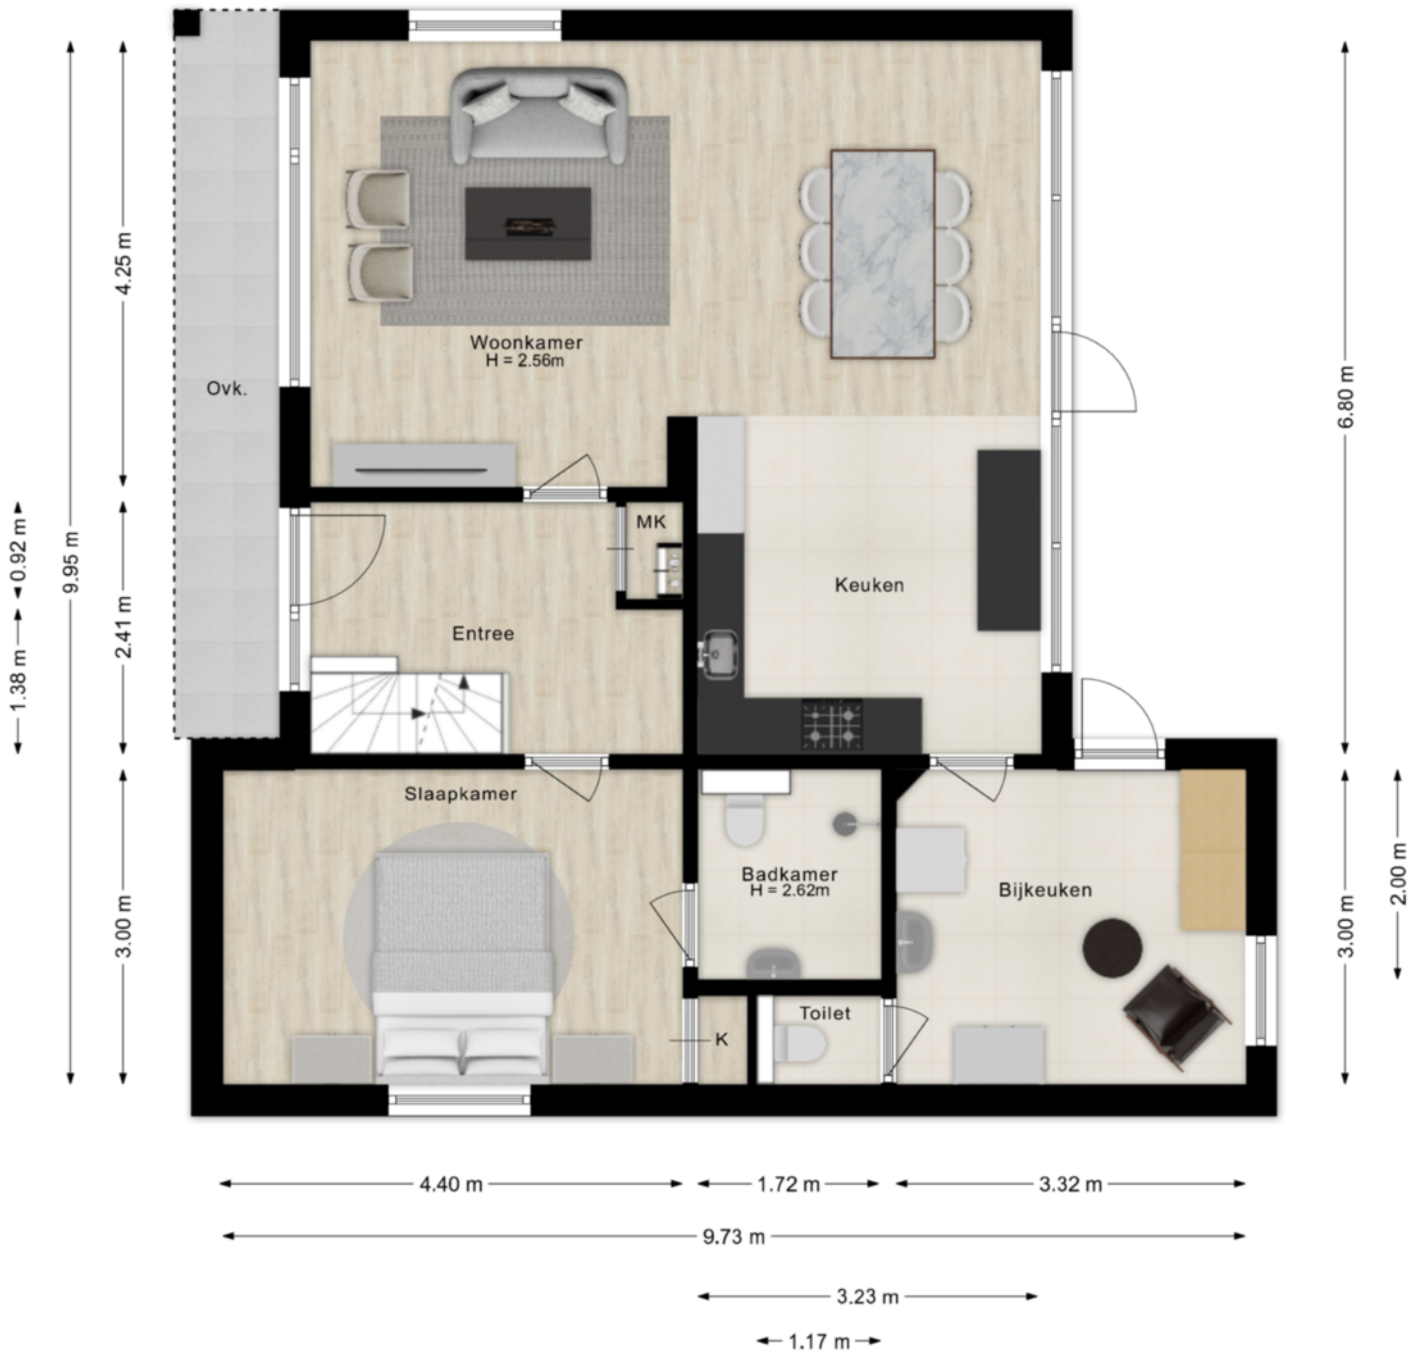 Woonkamer
H = 2.56m
Ovk.
MK
Keuken
Entree
Slaapkamer
Badkamer
H = 2.62m
Bijkeuken
Toilet
K
4.25 m
6.80 m
0.92 m
9.95 m
2.41 m
1.38 m
3.00 m
3.00 m
2.00 m
4.40 m
1.72 m
3.32 m
9.73 m
3.23 m
1.17 m